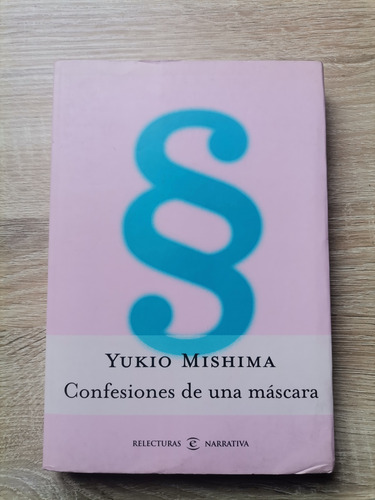 §
YUKIO MISHIMA
Confesiones de una máscara
RELECTURAS e NARRATIVA